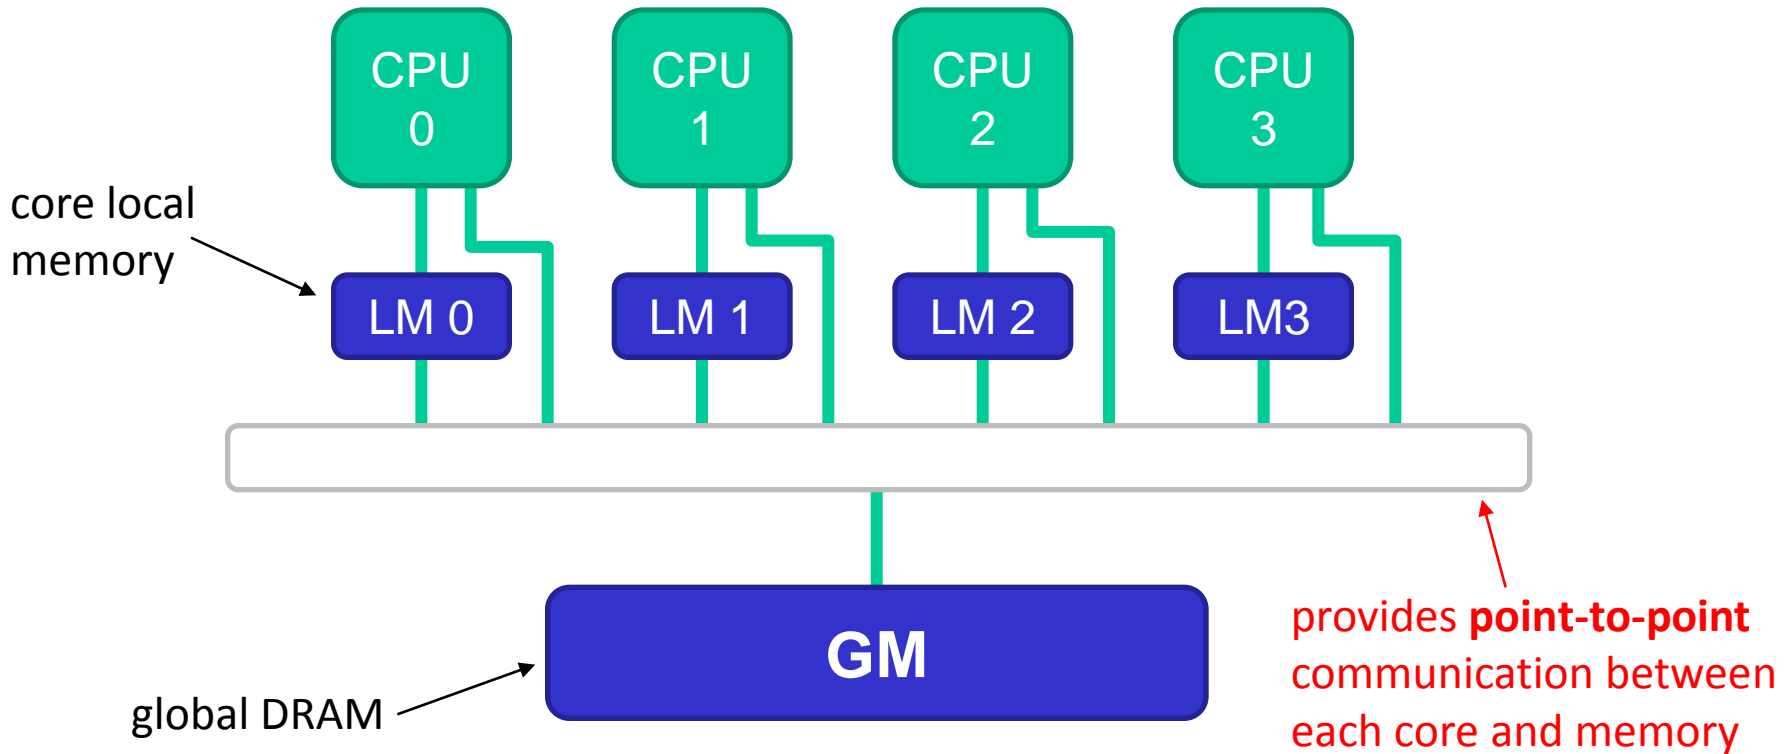 CPU
0
CPU
1
CPU
2
CPU
3
core local
memory
LM 0
LM 1
LM 2
LM3
GM
global DRAM
provides point-to-point
communication between
each core and memory